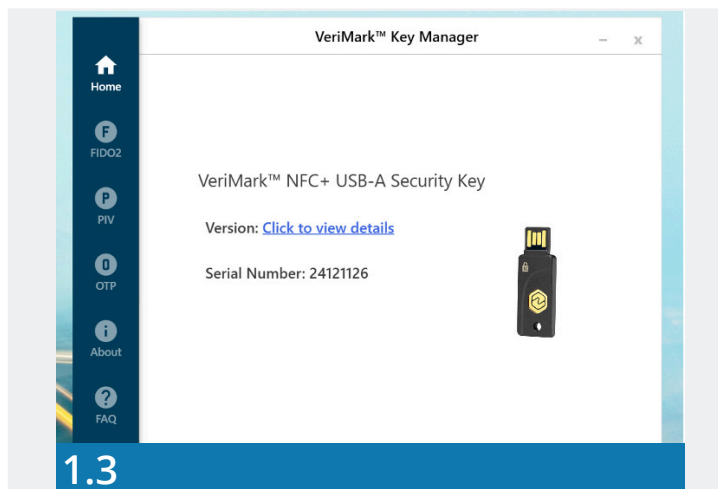 VeriMark™ Key Manager
Home
F
FIDO2
P
PIV
O
OTP
i
About
?
FAQ
VeriMark™ NFC+ USB-A Security Key
Version: Click to view details
Serial Number: 24121126
1.3